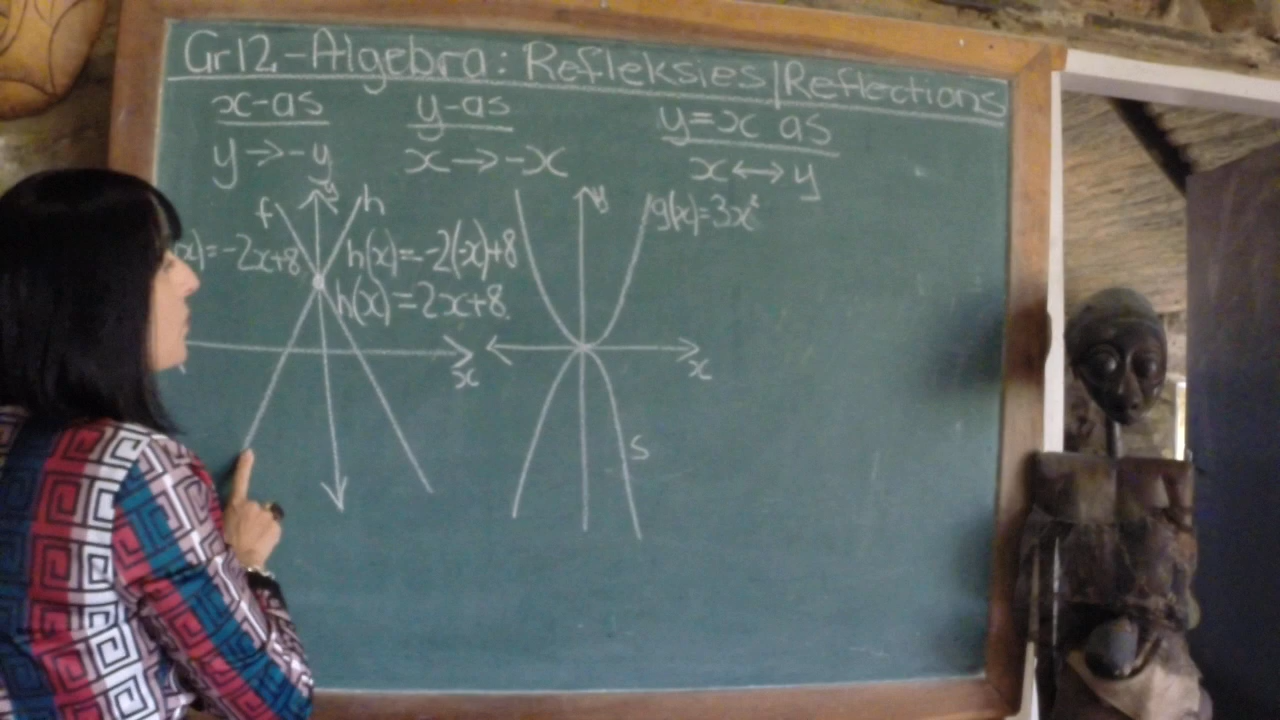 Gr12-Algebra: Refleksies/Reflections
x-as y-as y=x as
y→-y x→-x x↔y
f y h y g(x)=3x²
x)=-2x+8 h(x)=-2(-x)+8
h(x)=2x+8.
x x
s